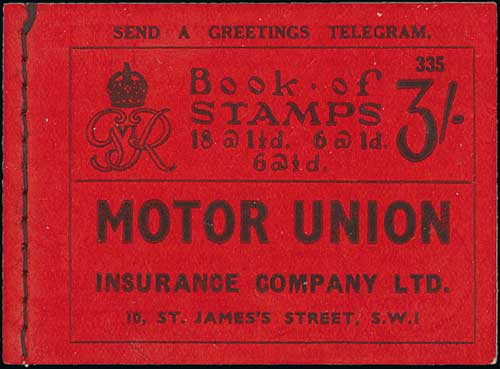 SEND A GREETINGS TELEGRAM.
335
Book · of
STAMPS
3/-
18 @ 1½d. 6 @ 1d.
6 @ ½d.
GVIR
MOTOR UNION
INSURANCE COMPANY LTD.
10, ST. JAMES'S STREET, S.W.1